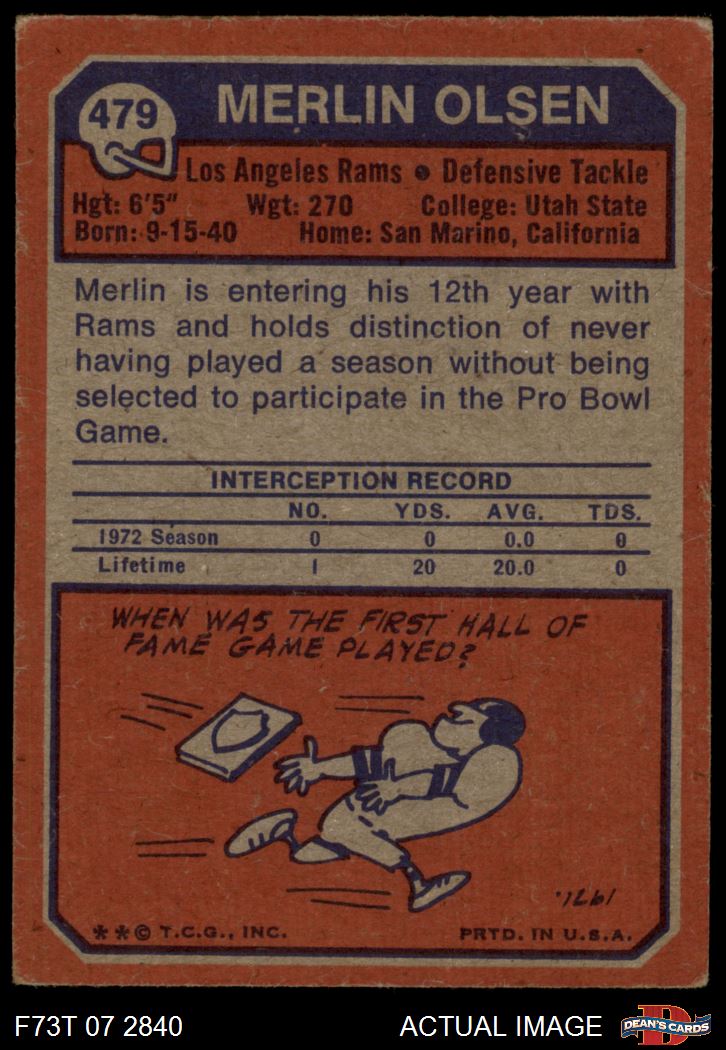 479
MERLIN OLSEN
Los Angeles Rams • Defensive Tackle
Hgt: 6'5" Wgt: 270 College: Utah State
Born: 9-15-40 Home: San Marino, California
Merlin is entering his 12th year with
Rams and holds distinction of never
having played a season without being
selected to participate in the Pro Bowl
Game.
INTERCEPTION RECORD
NO. YDS. AVG. TDS.
1972 Season 0 0 0.0 0
Lifetime 1 20 20.0 0
WHEN WAS THE FIRST HALL OF
FAME GAME PLAYED?
1971.
**© T.C.G., INC. PRTD. IN U.S.A.
F73T 07 2840 ACTUAL IMAGE
D
DEAN'S CARDS